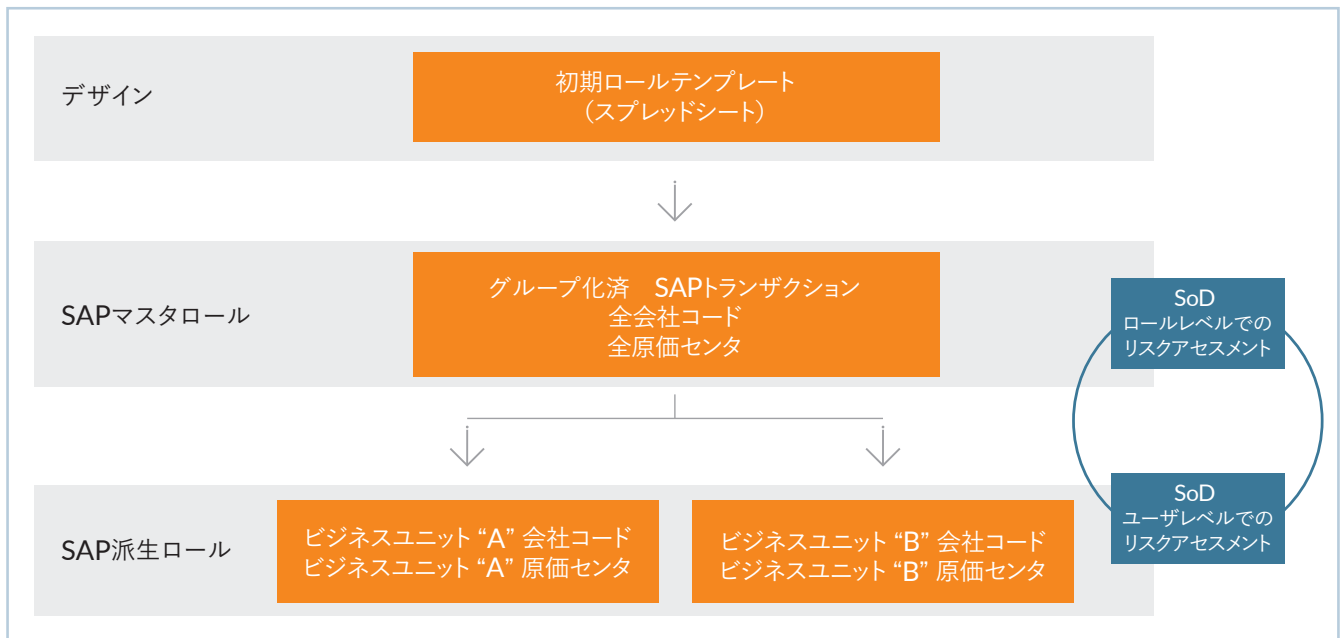 デザイン
初期ロールテンプレート
（スプレッドシート）
SAPマスタロール
グループ化済　SAPトランザクション
全会社コード
全原価センタ
SoD
ロールレベルでの
リスクアセスメント
SAP派生ロール
ビジネスユニット “A” 会社コード
ビジネスユニット “A” 原価センタ
ビジネスユニット “B” 会社コード
ビジネスユニット “B” 原価センタ
SoD
ユーザレベルでの
リスクアセスメント